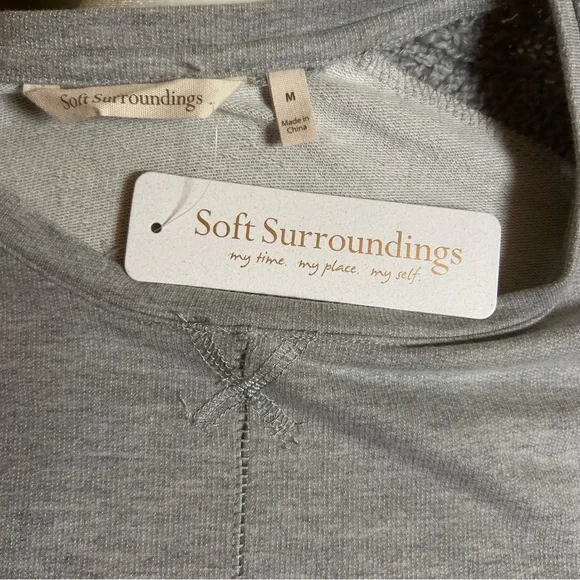 Soft Surroundings
M
Made in
China
Soft Surroundings
my time. my place. my self.